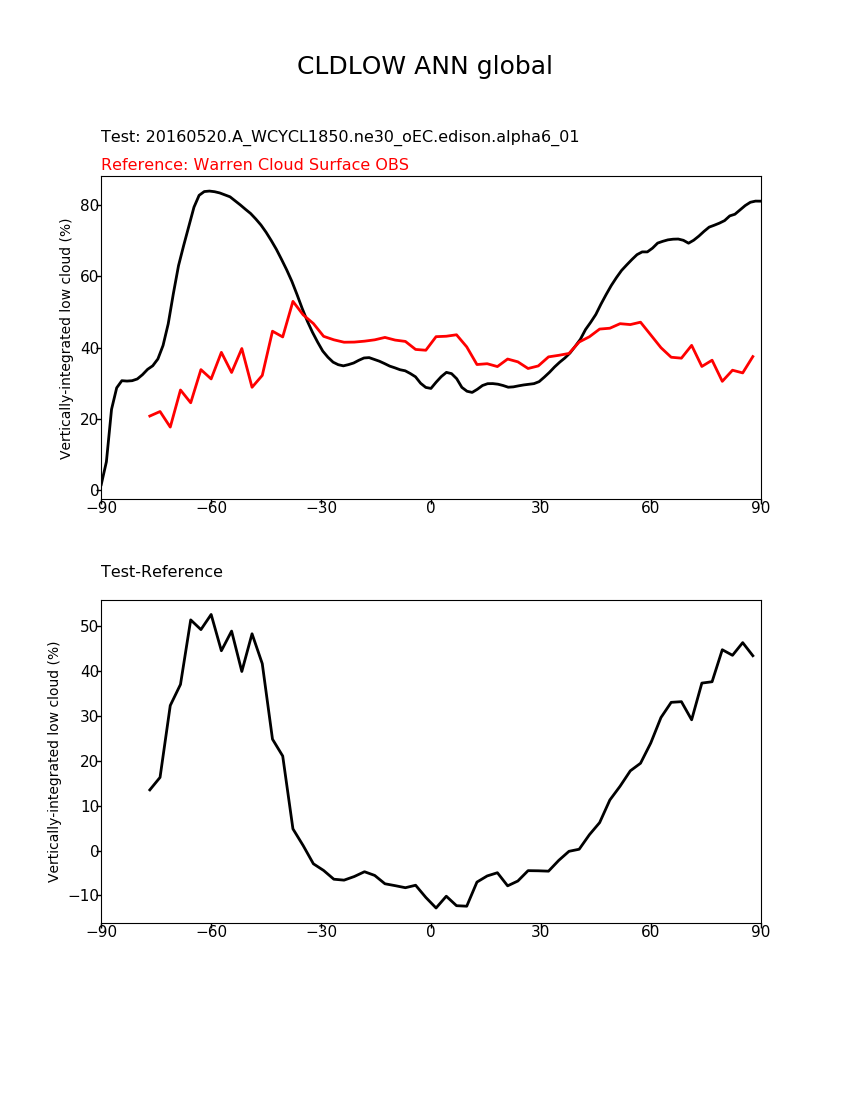 CLDLOW ANN global
Test: 20160520.A_WCYCL1850.ne30_oEC.edison.alpha6_01
Reference: Warren Cloud Surface OBS
Vertically-integrated low cloud (%)
80
60
40
20
0
−90 −60 −30 0 30 60 90
Test-Reference
Vertically-integrated low cloud (%)
50
40
30
20
10
0
−10
−90 −60 −30 0 30 60 90